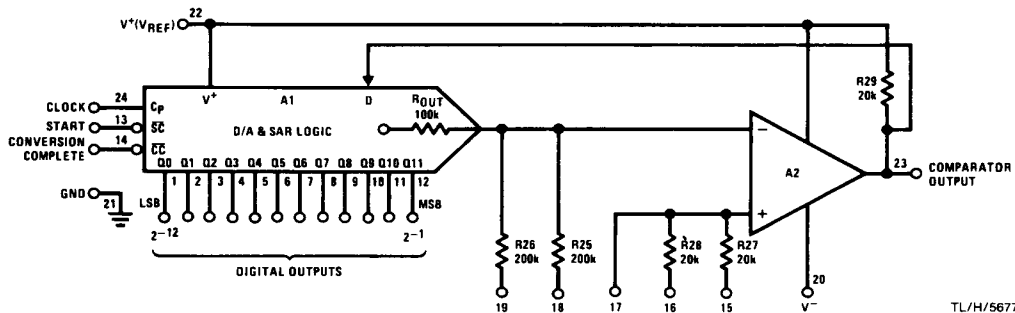 V+(VREF) 22
24
CLOCK
Cp
V+
A1
D
ROUT
100k
R29
20k
START
13
SC
D/A & SAR LOGIC
CONVERSION
COMPLETE
14
CC
Q0 Q1 Q2 Q3 Q4 Q5 Q6 Q7 Q8 Q9 Q10 Q11
1 2 3 4 5 6 7 8 9 10 11 12
GND
21
LSB
MSB
2-12
2-1
DIGITAL OUTPUTS
−
A2
+
23
COMPARATOR
OUTPUT
R26
200k
R25
200k
R28
20k
R27
20k
19
18
17
16
15
20
V−
TL/H/5677